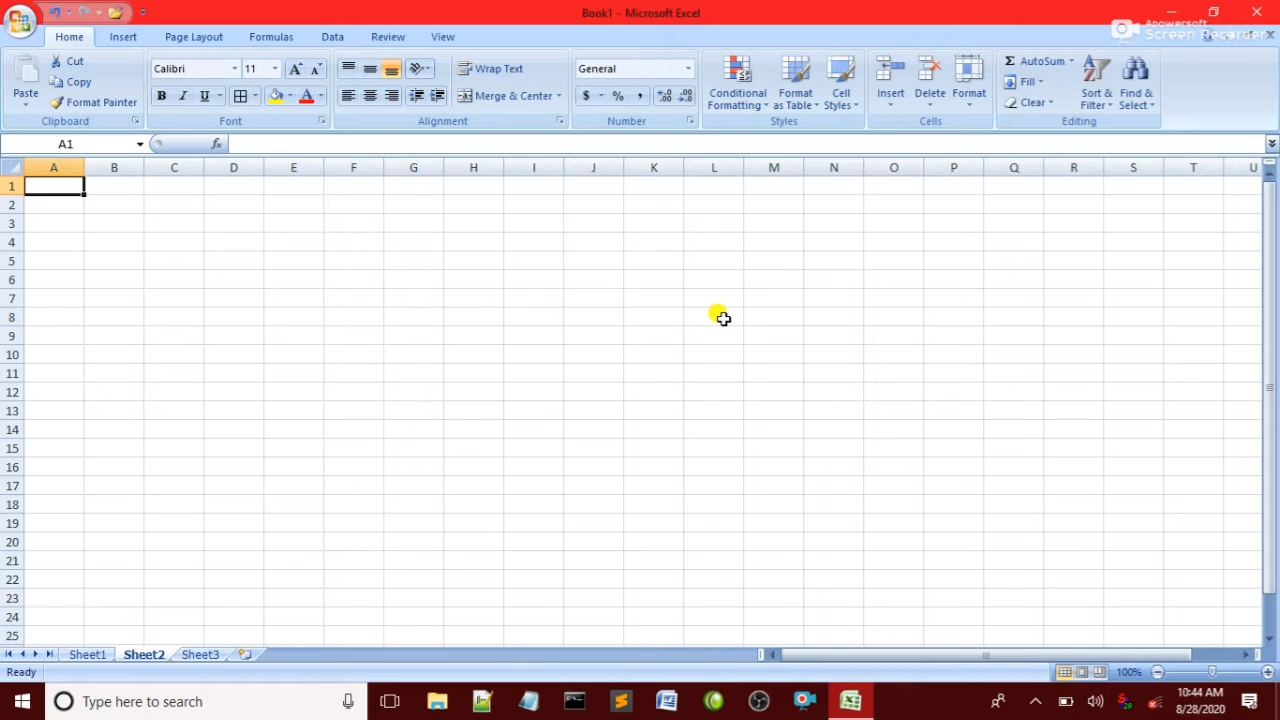 Book1 - Microsoft Excel
Apowersoft
Screen Recorder
Home Insert Page Layout Formulas Data Review View
Paste
Cut
Copy
Format Painter
Clipboard
Calibri 11
B I U
Font
Wrap Text
Merge & Center
Alignment
General
$ % ,
Number
Conditional Formatting
Format as Table
Cell Styles
Styles
Insert Delete Format
Cells
Σ AutoSum
Fill
Clear
Sort & Filter
Find & Select
Editing
A1 fx
A B C D E F G H I J K L M N O P Q R S T U
1
2
3
4
5
6
7
8
9
10
11
12
13
14
15
16
17
18
19
20
21
22
23
24
25
Sheet1 Sheet2 Sheet3
Ready 100%
Type here to search
10:44 AM
8/28/2020